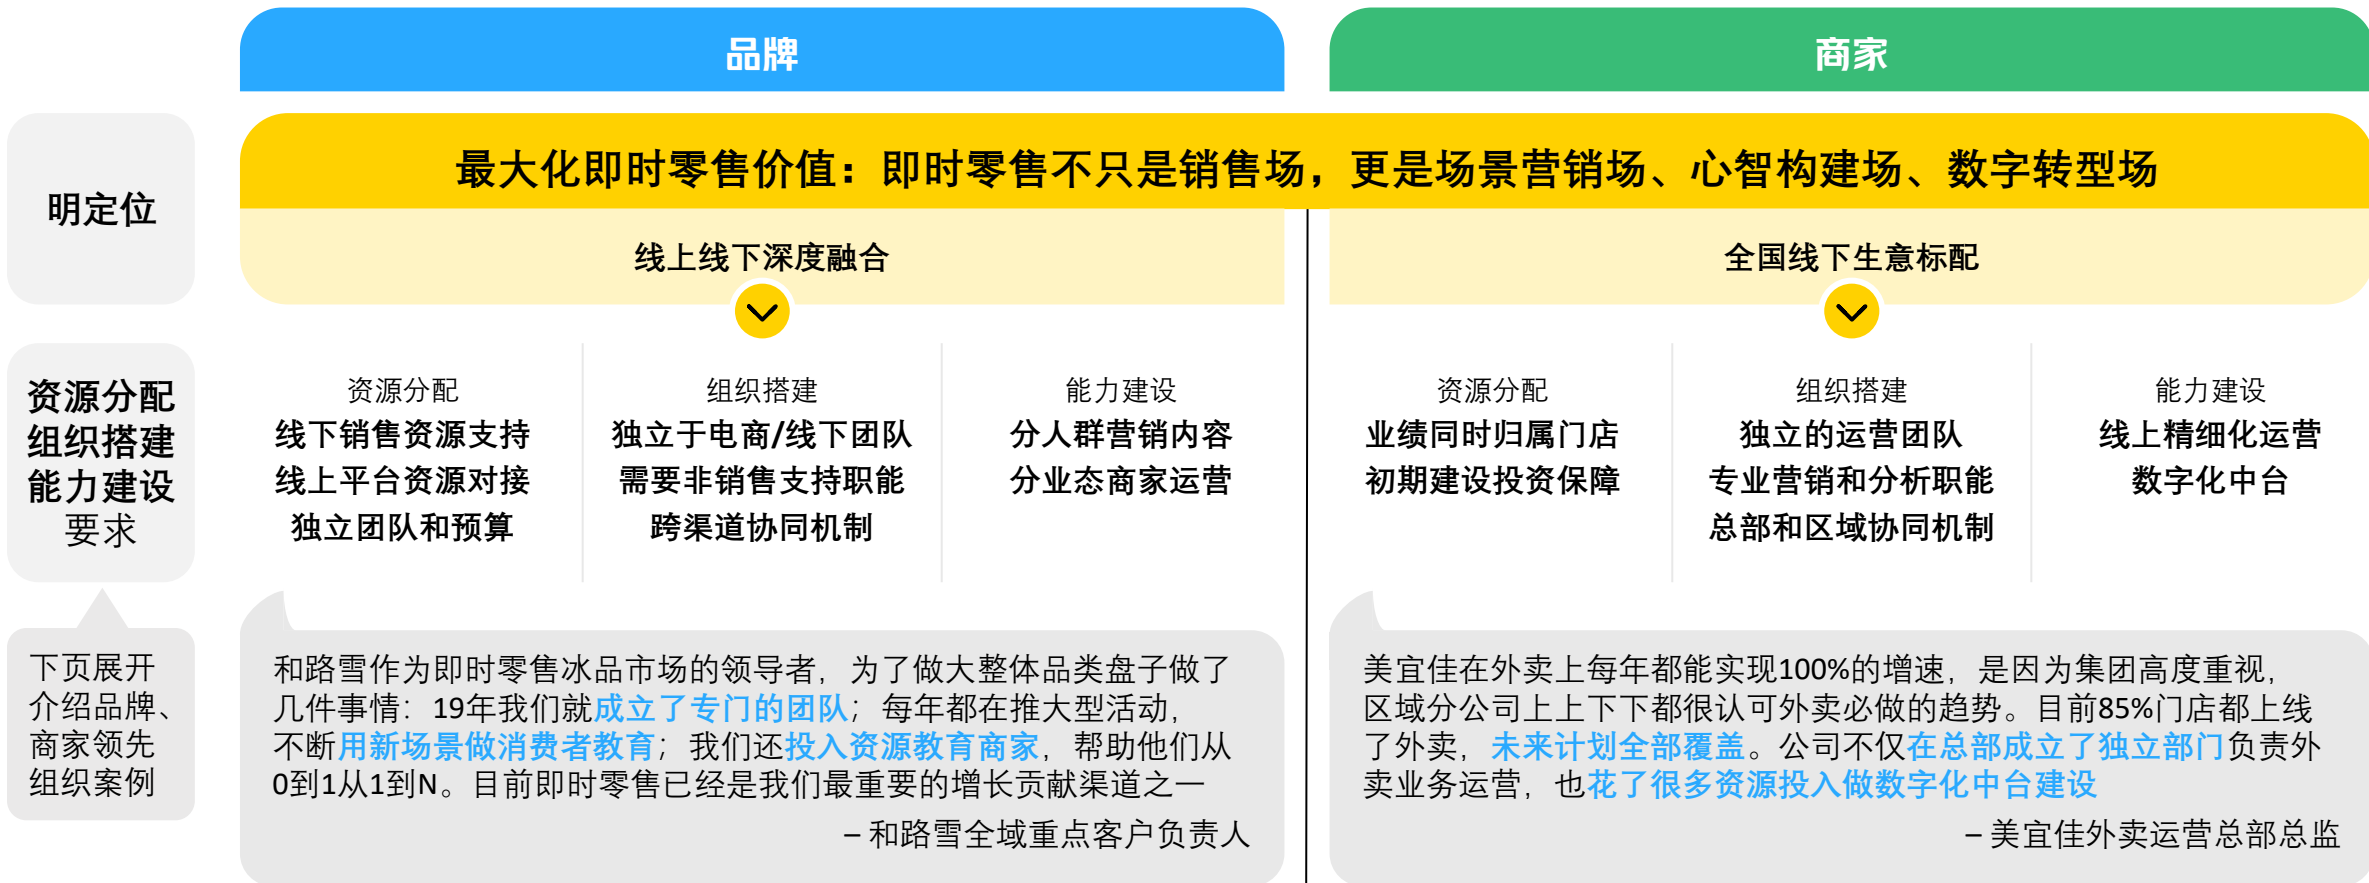 品牌
商家
明定位
最大化即时零售价值：即时零售不只是销售场，更是场景营销场、心智构建场、数字转型场
线上线下深度融合
全国线下生意标配
资源分配
组织搭建
能力建设
要求
资源分配
线下销售资源支持
线上平台资源对接
独立团队和预算
组织搭建
独立于电商/线下团队
需要非销售支持职能
跨渠道协同机制
能力建设
分人群营销内容
分业态商家运营
资源分配
业绩同时归属门店
初期建设投资保障
组织搭建
独立的运营团队
专业营销和分析职能
总部和区域协同机制
能力建设
线上精细化运营
数字化中台
下页展开
介绍品牌、
商家领先
组织案例
和路雪作为即时零售冰品市场的领导者，为了做大整体品类盘子做了
几件事情：19年我们就成立了专门的团队；每年都在推大型活动，
不断用新场景做消费者教育；我们还投入资源教育商家，帮助他们从
0到1从1到N。目前即时零售已经是我们最重要的增长贡献渠道之一
– 和路雪全域重点客户负责人
美宜佳在外卖上每年都能实现100%的增速，是因为集团高度重视，
区域分公司上上下下都很认可外卖必做的趋势。目前85%门店都上线
了外卖，未来计划全部覆盖。公司不仅在总部成立了独立部门负责外
卖业务运营，也花了很多资源投入做数字化中台建设
– 美宜佳外卖运营总部总监